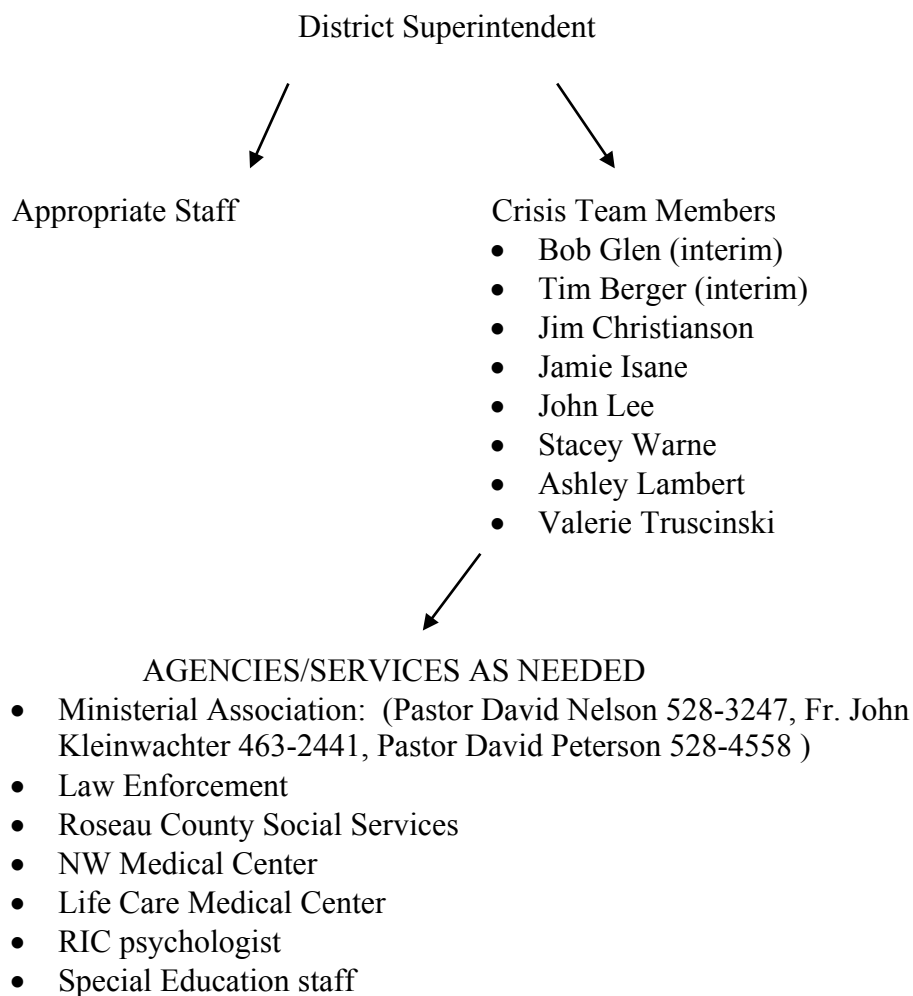 District Superintendent
Appropriate Staff
Crisis Team Members
• Bob Glen (interim)
• Tim Berger (interim)
• Jim Christianson
• Jamie Isane
• John Lee
• Stacey Warne
• Ashley Lambert
• Valerie Truscinski
AGENCIES/SERVICES AS NEEDED
• Ministerial Association: (Pastor David Nelson 528-3247, Fr. John
Kleinwachter 463-2441, Pastor David Peterson 528-4558 )
• Law Enforcement
• Roseau County Social Services
• NW Medical Center
• Life Care Medical Center
• RIC psychologist
• Special Education staff